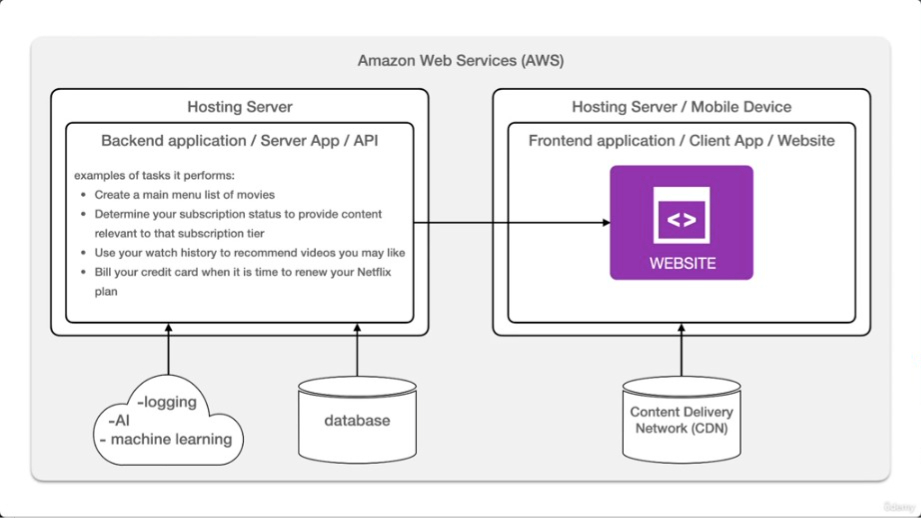 Amazon Web Services (AWS)
Hosting Server
Backend application / Server App / API
examples of tasks it performs:
• Create a main menu list of movies
• Determine your subscription status to provide content
relevant to that subscription tier
• Use your watch history to recommend videos you may like
• Bill your credit card when it is time to renew your Netflix
plan
Hosting Server / Mobile Device
Frontend application / Client App / Website
<>
WEBSITE
-logging
-AI
- machine learning
database
Content Delivery
Network (CDN)
Udemy